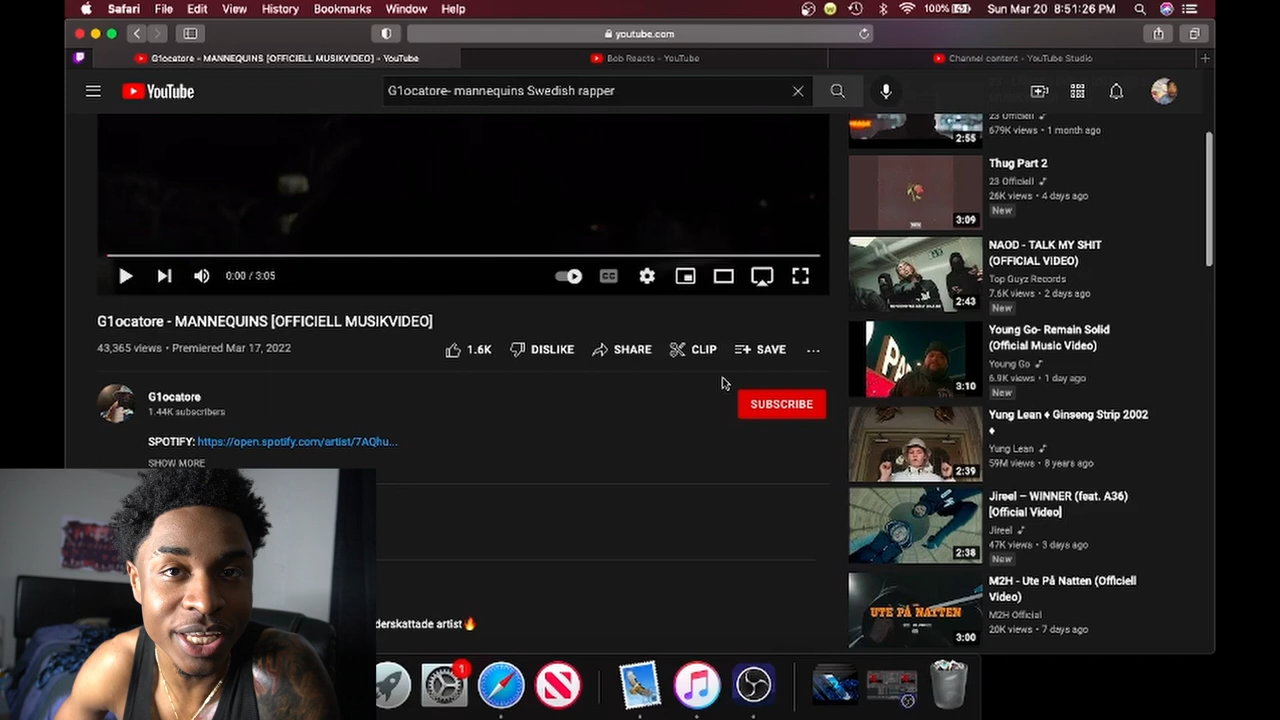 Safari File Edit View History Bookmarks Window Help
100% Sun Mar 20 8:51:26 PM
youtube.com
G1ocatore - MANNEQUINS [OFFICIELL MUSIKVIDEO] - YouTube
Bob Reacts - YouTube
Channel content - YouTube Studio
YouTube
G1ocatore- mannequins Swedish rapper
0:00 / 3:05
CC
G1ocatore - MANNEQUINS [OFFICIELL MUSIKVIDEO]
43,365 views • Premiered Mar 17, 2022
1.6K DISLIKE SHARE CLIP SAVE
G1ocatore
1.44K subscribers
SUBSCRIBE
SPOTIFY: https://open.spotify.com/artist/7AQhu...
SHOW MORE
derskattade artist🔥
23 Officiell
679K views • 1 month ago
2:55
Thug Part 2
23 Officiell
26K views • 4 days ago
New
3:09
NAOD - TALK MY SHIT
(OFFICIAL VIDEO)
Top Guyz Records
7.6K views • 2 days ago
New
2:43
Young Go- Remain Solid
(Official Music Video)
Young Go
6.9K views • 1 day ago
New
3:10
Yung Lean ♦ Ginseng Strip 2002
♦
Yung Lean
59M views • 8 years ago
2:39
Jireel – WINNER (feat. A36)
[Official Video]
Jireel
47K views • 3 days ago
New
2:38
M2H - Ute På Natten (Officiell
Video)
M2H Official
20K views • 7 days ago
UTE PÅ NATTEN
3:00
1